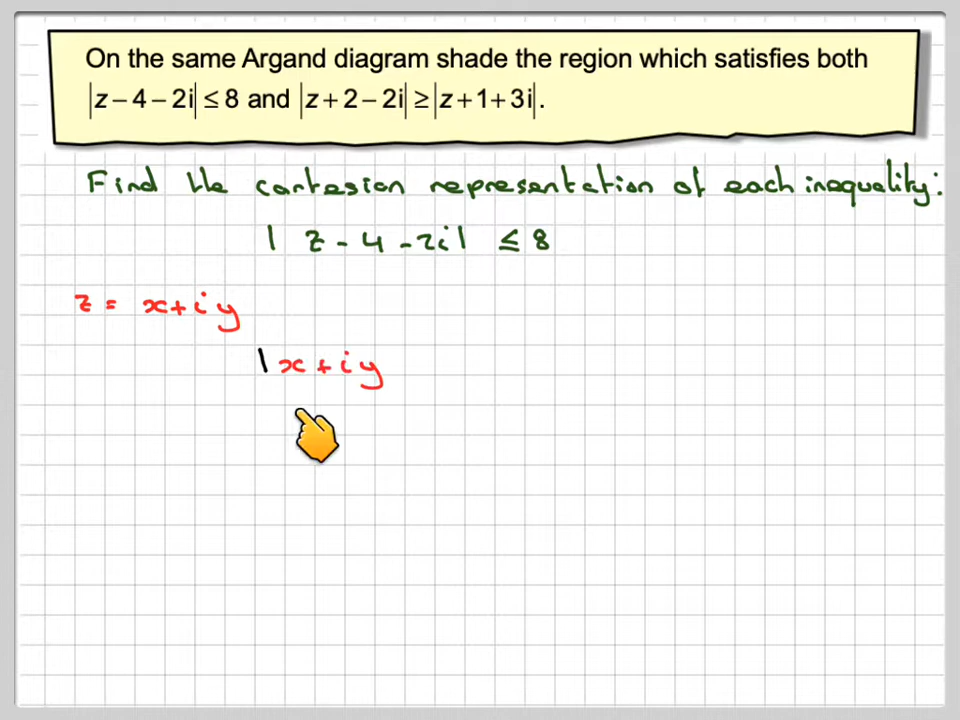 On the same Argand diagram shade the region which satisfies both
|z − 4 − 2i| ≤ 8 and |z + 2 − 2i| ≥ |z + 1 + 3i|.
Find the cartesian representation of each inequality:
| z - 4 - 2i| ≤ 8
z = x + iy
|x + iy